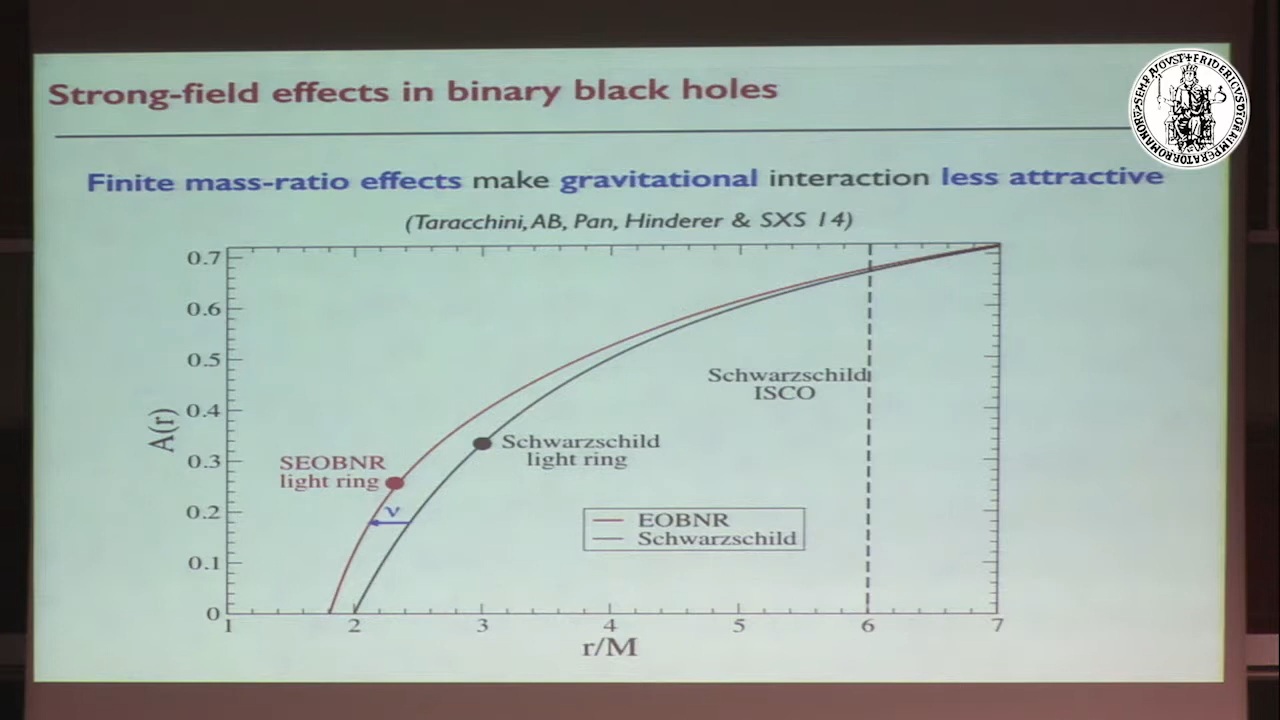 Strong-field effects in binary black holes
Finite mass-ratio effects make gravitational interaction less attractive
(Taracchini, AB, Pan, Hinderer & SXS 14)
0.7
0.6
0.5
0.4
0.3
0.2
0.1
0
A(r)
Schwarzschild
ISCO
Schwarzschild
light ring
SEOBNR
light ring
ν
EOBNR
Schwarzschild
1 2 3 4 5 6 7
r/M